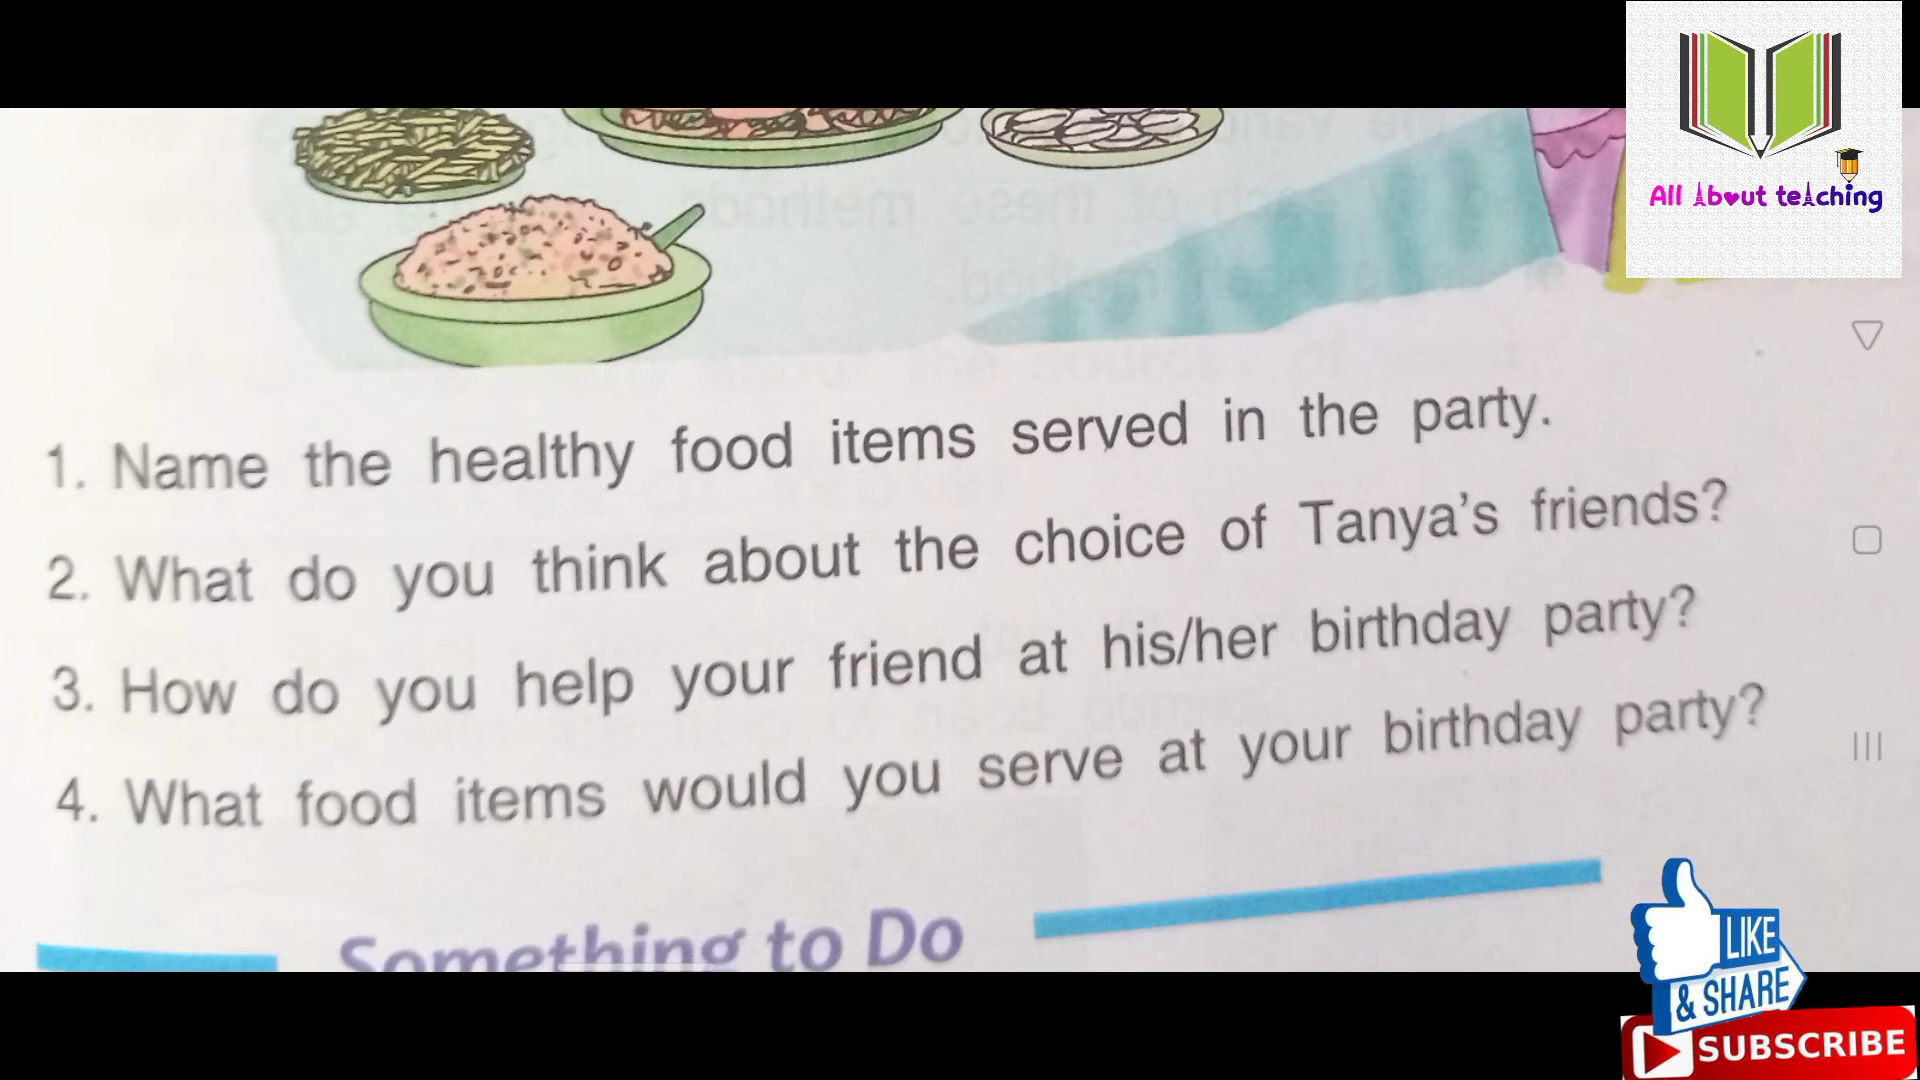 All About teaching
1. Name the healthy food items served in the party.
2. What do you think about the choice of Tanya's friends?
3. How do you help your friend at his/her birthday party?
4. What food items would you serve at your birthday party?
Something to Do
LIKE
& SHARE
SUBSCRIBE